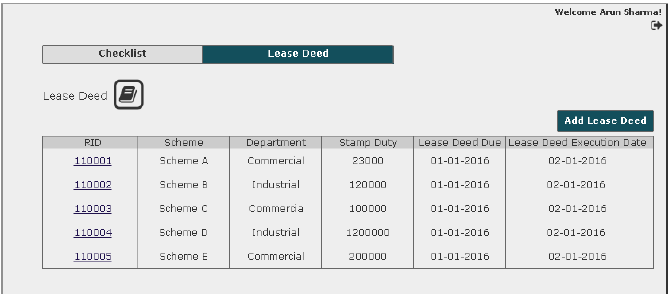 Welcome Arun Sharma!
Checklist Lease Deed
Lease Deed
Add Lease Deed
RID Scheme Department Stamp Duty Lease Deed Due Lease Deed Execution Date
110001 Scheme A Commercial 23000 01-01-2016 02-01-2016
110002 Scheme B Industrial 120000 01-01-2016 02-01-2016
110003 Scheme C Commercia 100000 01-01-2016 02-01-2016
110004 Scheme D Industrial 1200000 01-01-2016 02-01-2016
110005 Scheme E Commercial 200000 01-01-2016 02-01-2016